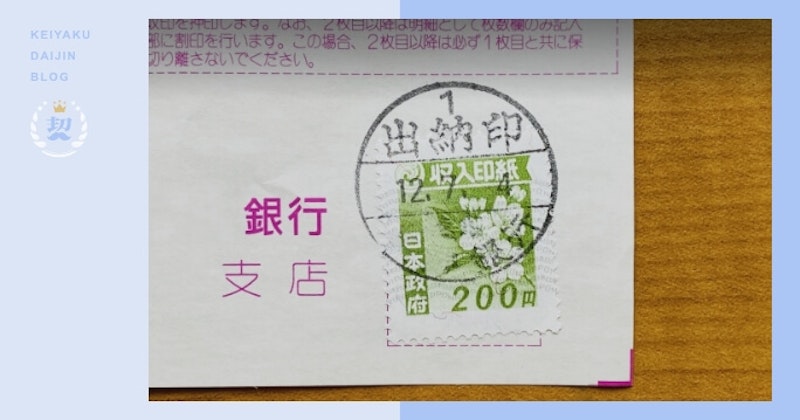 KEIYAKU
DAIJIN
BLOG
契
収印を押印します。なお、2枚目以降は明細として枚数欄のみ記入
部に割印を行います。この場合、2枚目以降は必ず1枚目と共に保
切り離さないでください。
1
出納印
収入印紙
12.7.4
銀行
支店
日本政府
200円